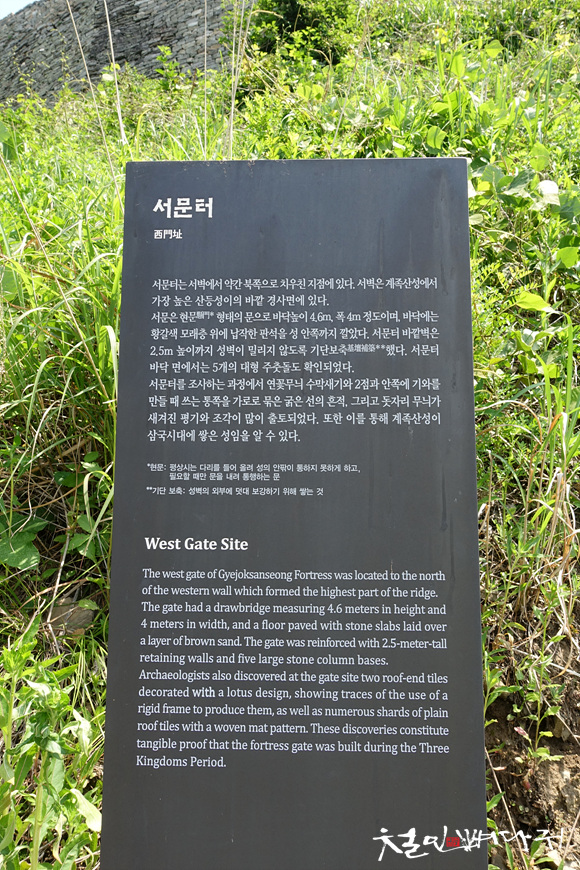 서문터
西門址
서문터는 서벽에서 약간 북쪽으로 치우친 지점에 있다. 서벽은 계족산성에서
가장 높은 산등성이의 바깥 경사면에 있다.
서문은 현문懸門* 형태의 문으로 바닥높이 4.6m, 폭 4m 정도이며, 바닥에는
황갈색 모래층 위에 납작한 판석을 성 안쪽까지 깔았다. 서문터 바깥벽은
2.5m 높이까지 성벽이 밀리지 않도록 기단보축基壇補築**했다. 서문터
바닥 면에서는 5개의 대형 주춧돌도 확인되었다.
서문터를 조사하는 과정에서 연꽃무늬 수막새기와 2점과 안쪽에 기와를
만들 때 쓰는 통쪽을 가로로 묶은 굵은 선의 흔적, 그리고 돗자리 무늬가
새겨진 평기와 조각이 많이 출토되었다. 또한 이를 통해 계족산성이
삼국시대에 쌓은 성임을 알 수 있다.
*현문: 평상시는 다리를 들어 올려 성의 안팎이 통하지 못하게 하고,
필요할 때만 문을 내려 통행하는 문
**기단 보축: 성벽의 외부에 덧대 보강하기 위해 쌓는 것
West Gate Site
The west gate of Gyejoksanseong Fortress was located to the north
of the western wall which formed the highest part of the ridge.
The gate had a drawbridge measuring 4.6 meters in height and
4 meters in width, and a floor paved with stone slabs laid over
a layer of brown sand. The gate was reinforced with 2.5-meter-tall
retaining walls and five large stone column bases.
Archaeologists also discovered at the gate site two roof-end tiles
decorated with a lotus design, showing traces of the use of a
rigid frame to produce them, as well as numerous shards of plain
roof tiles with a woven mat pattern. These discoveries constitute
tangible proof that the fortress gate was built during the Three
Kingdoms Period.